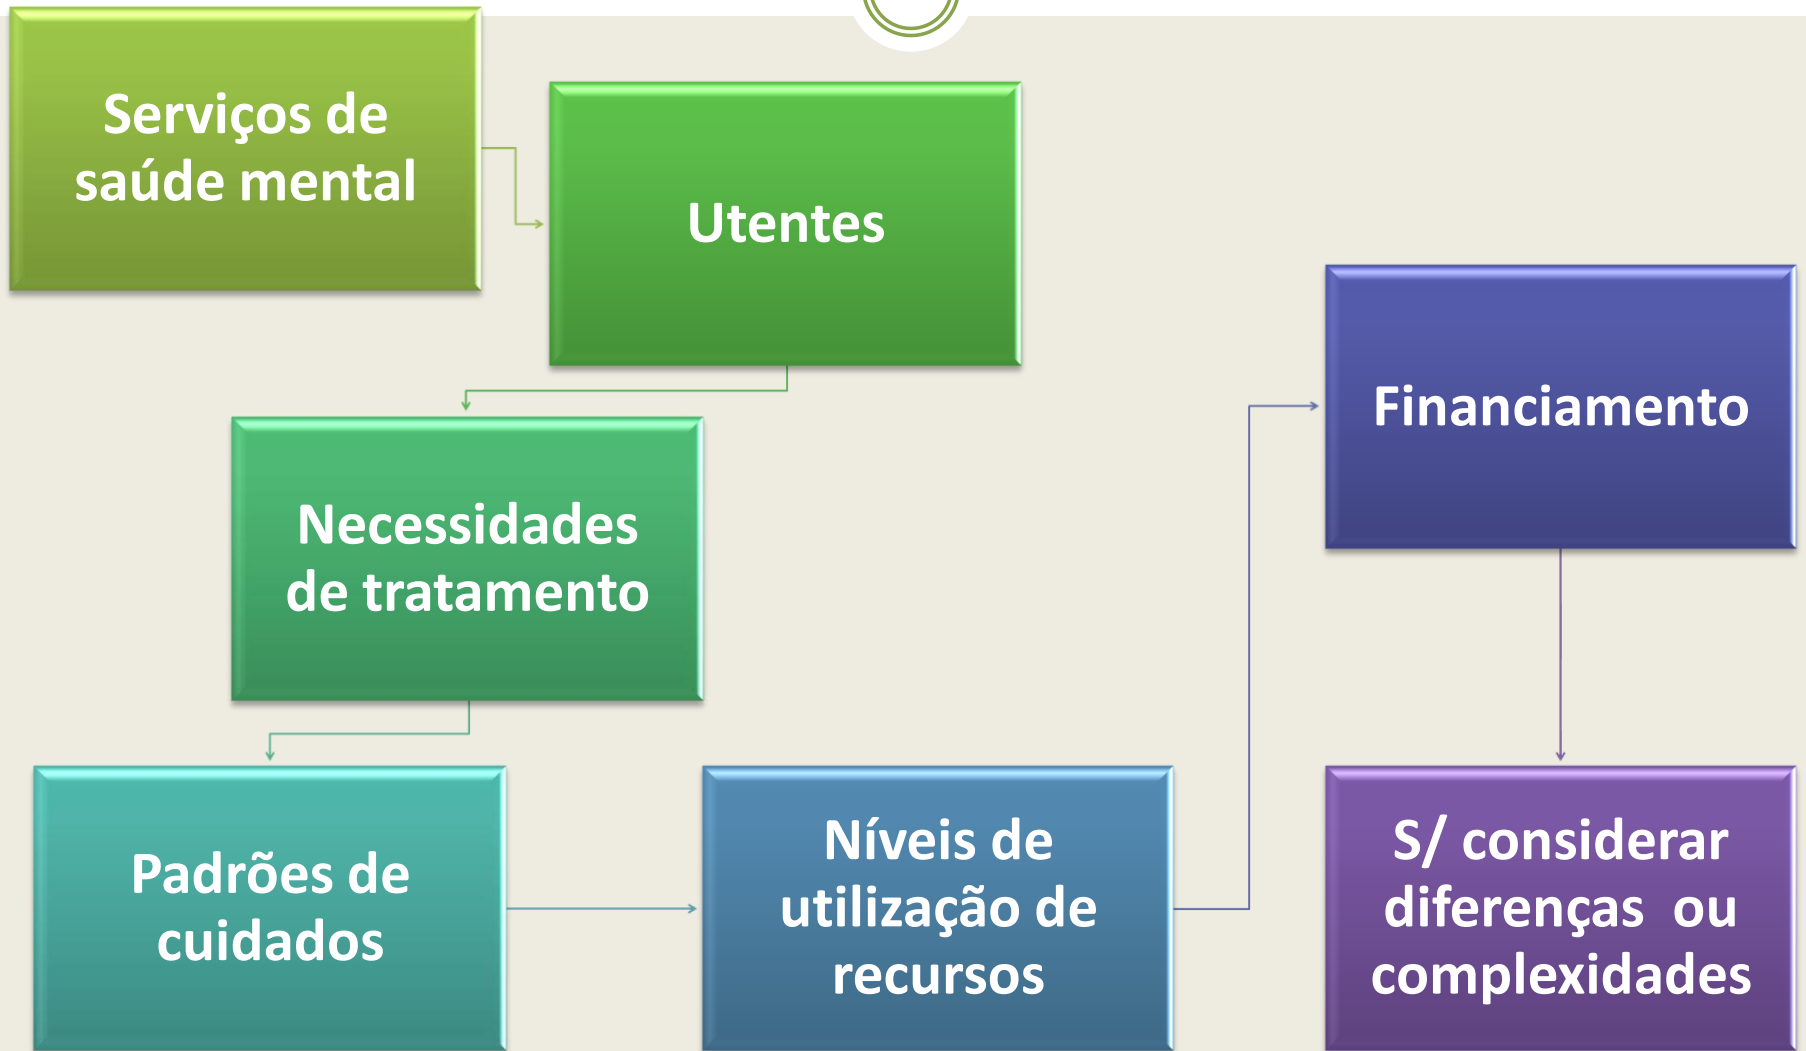 Serviços de
saúde mental
Utentes
Necessidades
de tratamento
Padrões de
cuidados
Níveis de
utilização de
recursos
Financiamento
S/ considerar
diferenças ou
complexidades